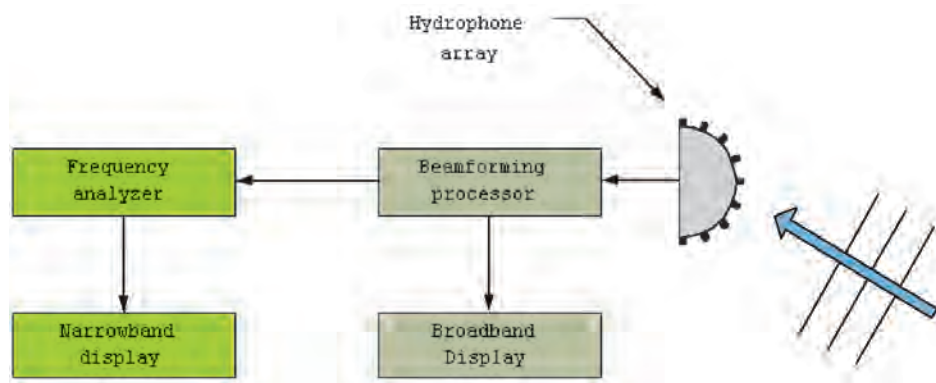 Hydrophone
array
Frequency
analyzer
Beamforming
processor
Narrowband
display
Broadband
Display